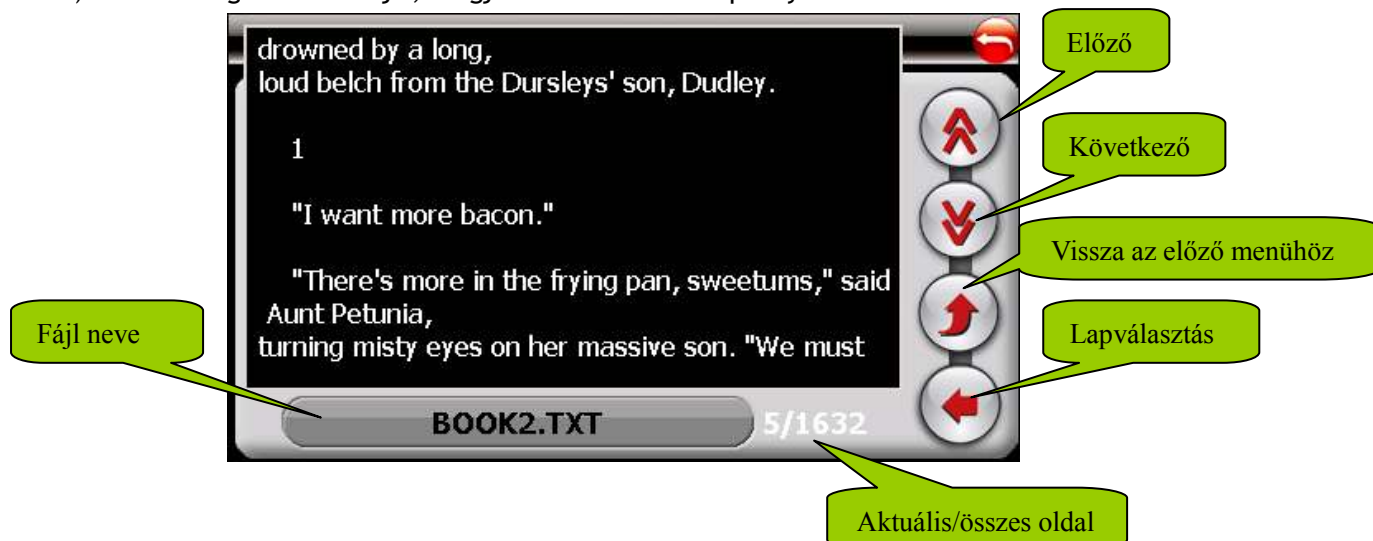 drowned by a long,
loud belch from the Dursleys' son, Dudley.
1
"I want more bacon."
"There's more in the frying pan, sweetums," said
Aunt Petunia,
turning misty eyes on her massive son. "We must
BOOK2.TXT
5/1632
Előző
Következő
Vissza az előző menühöz
Lapválasztás
Fájl neve
Aktuális/összes oldal